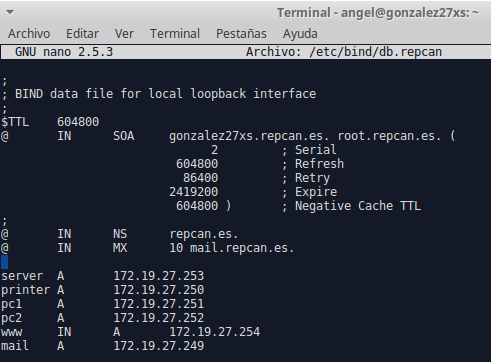 Terminal - angel@gonzalez27xs: ~
Archivo Editar Ver Terminal Pestañas Ayuda
GNU nano 2.5.3 Archivo: /etc/bind/db.repcan
;
; BIND data file for local loopback interface
;
$TTL 604800
@ IN SOA gonzalez27xs.repcan.es. root.repcan.es. (
2 ; Serial
604800 ; Refresh
86400 ; Retry
2419200 ; Expire
604800 ) ; Negative Cache TTL
;
@ IN NS repcan.es.
@ IN MX 10 mail.repcan.es.
server A 172.19.27.253
printer A 172.19.27.250
pc1 A 172.19.27.251
pc2 A 172.19.27.252
www IN A 172.19.27.254
mail A 172.19.27.249